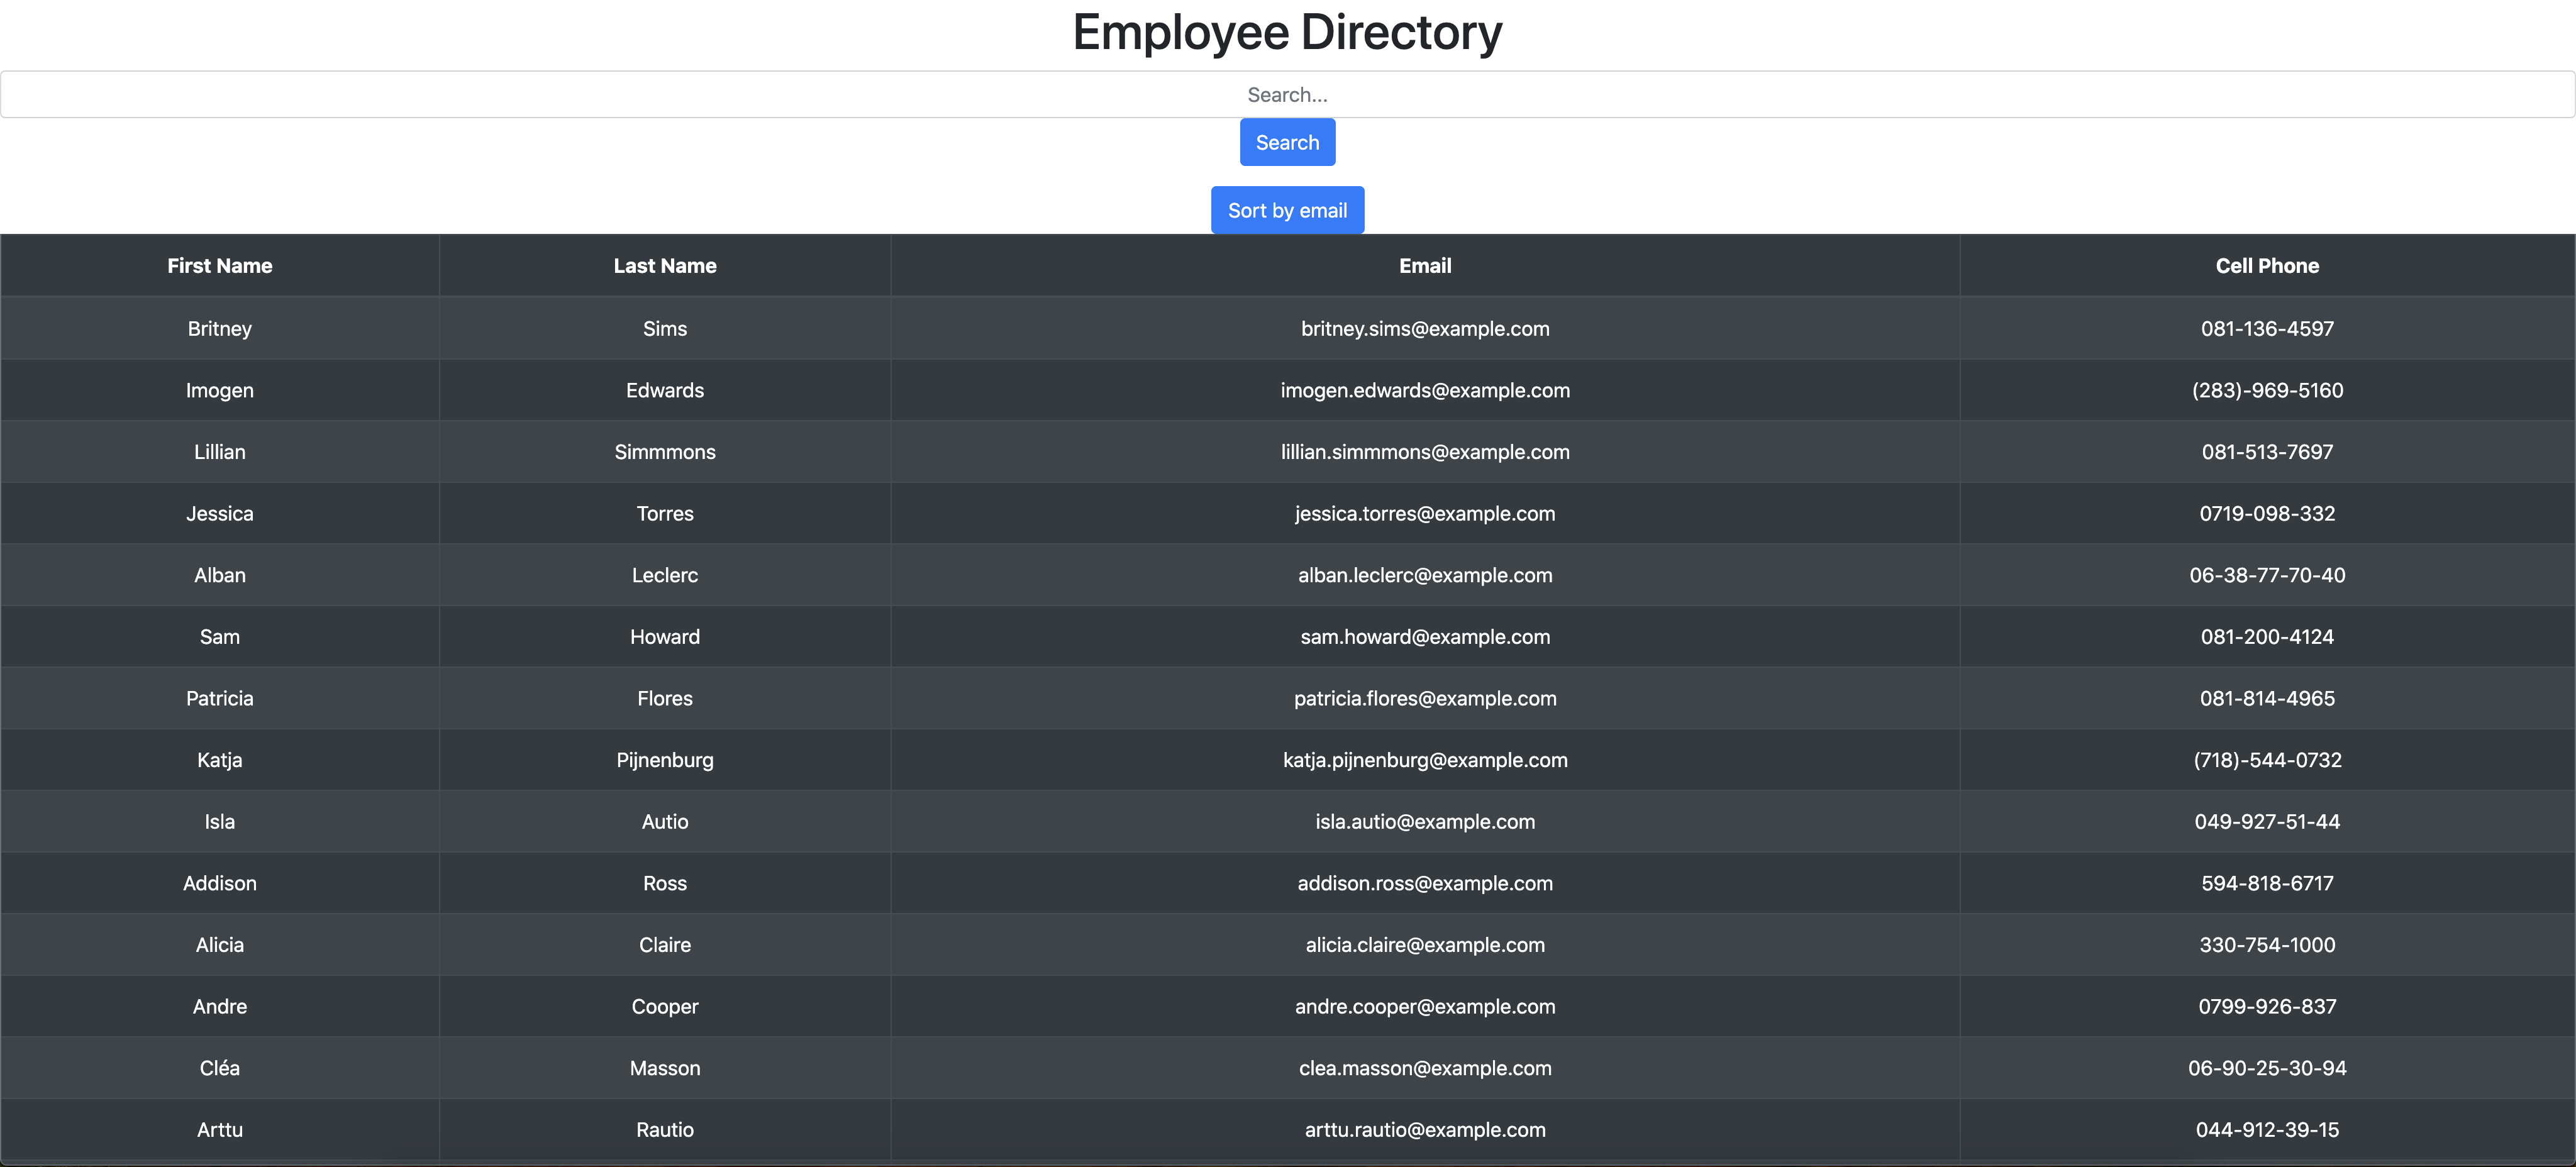 Employee Directory
Search...
Search
Sort by email
First Name Last Name Email Cell Phone
Britney Sims britney.sims@example.com 081-136-4597
Imogen Edwards imogen.edwards@example.com (283)-969-5160
Lillian Simmmons lillian.simmmons@example.com 081-513-7697
Jessica Torres jessica.torres@example.com 0719-098-332
Alban Leclerc alban.leclerc@example.com 06-38-77-70-40
Sam Howard sam.howard@example.com 081-200-4124
Patricia Flores patricia.flores@example.com 081-814-4965
Katja Pijnenburg katja.pijnenburg@example.com (718)-544-0732
Isla Autio isla.autio@example.com 049-927-51-44
Addison Ross addison.ross@example.com 594-818-6717
Alicia Claire alicia.claire@example.com 330-754-1000
Andre Cooper andre.cooper@example.com 0799-926-837
Cléa Masson clea.masson@example.com 06-90-25-30-94
Arttu Rautio arttu.rautio@example.com 044-912-39-15